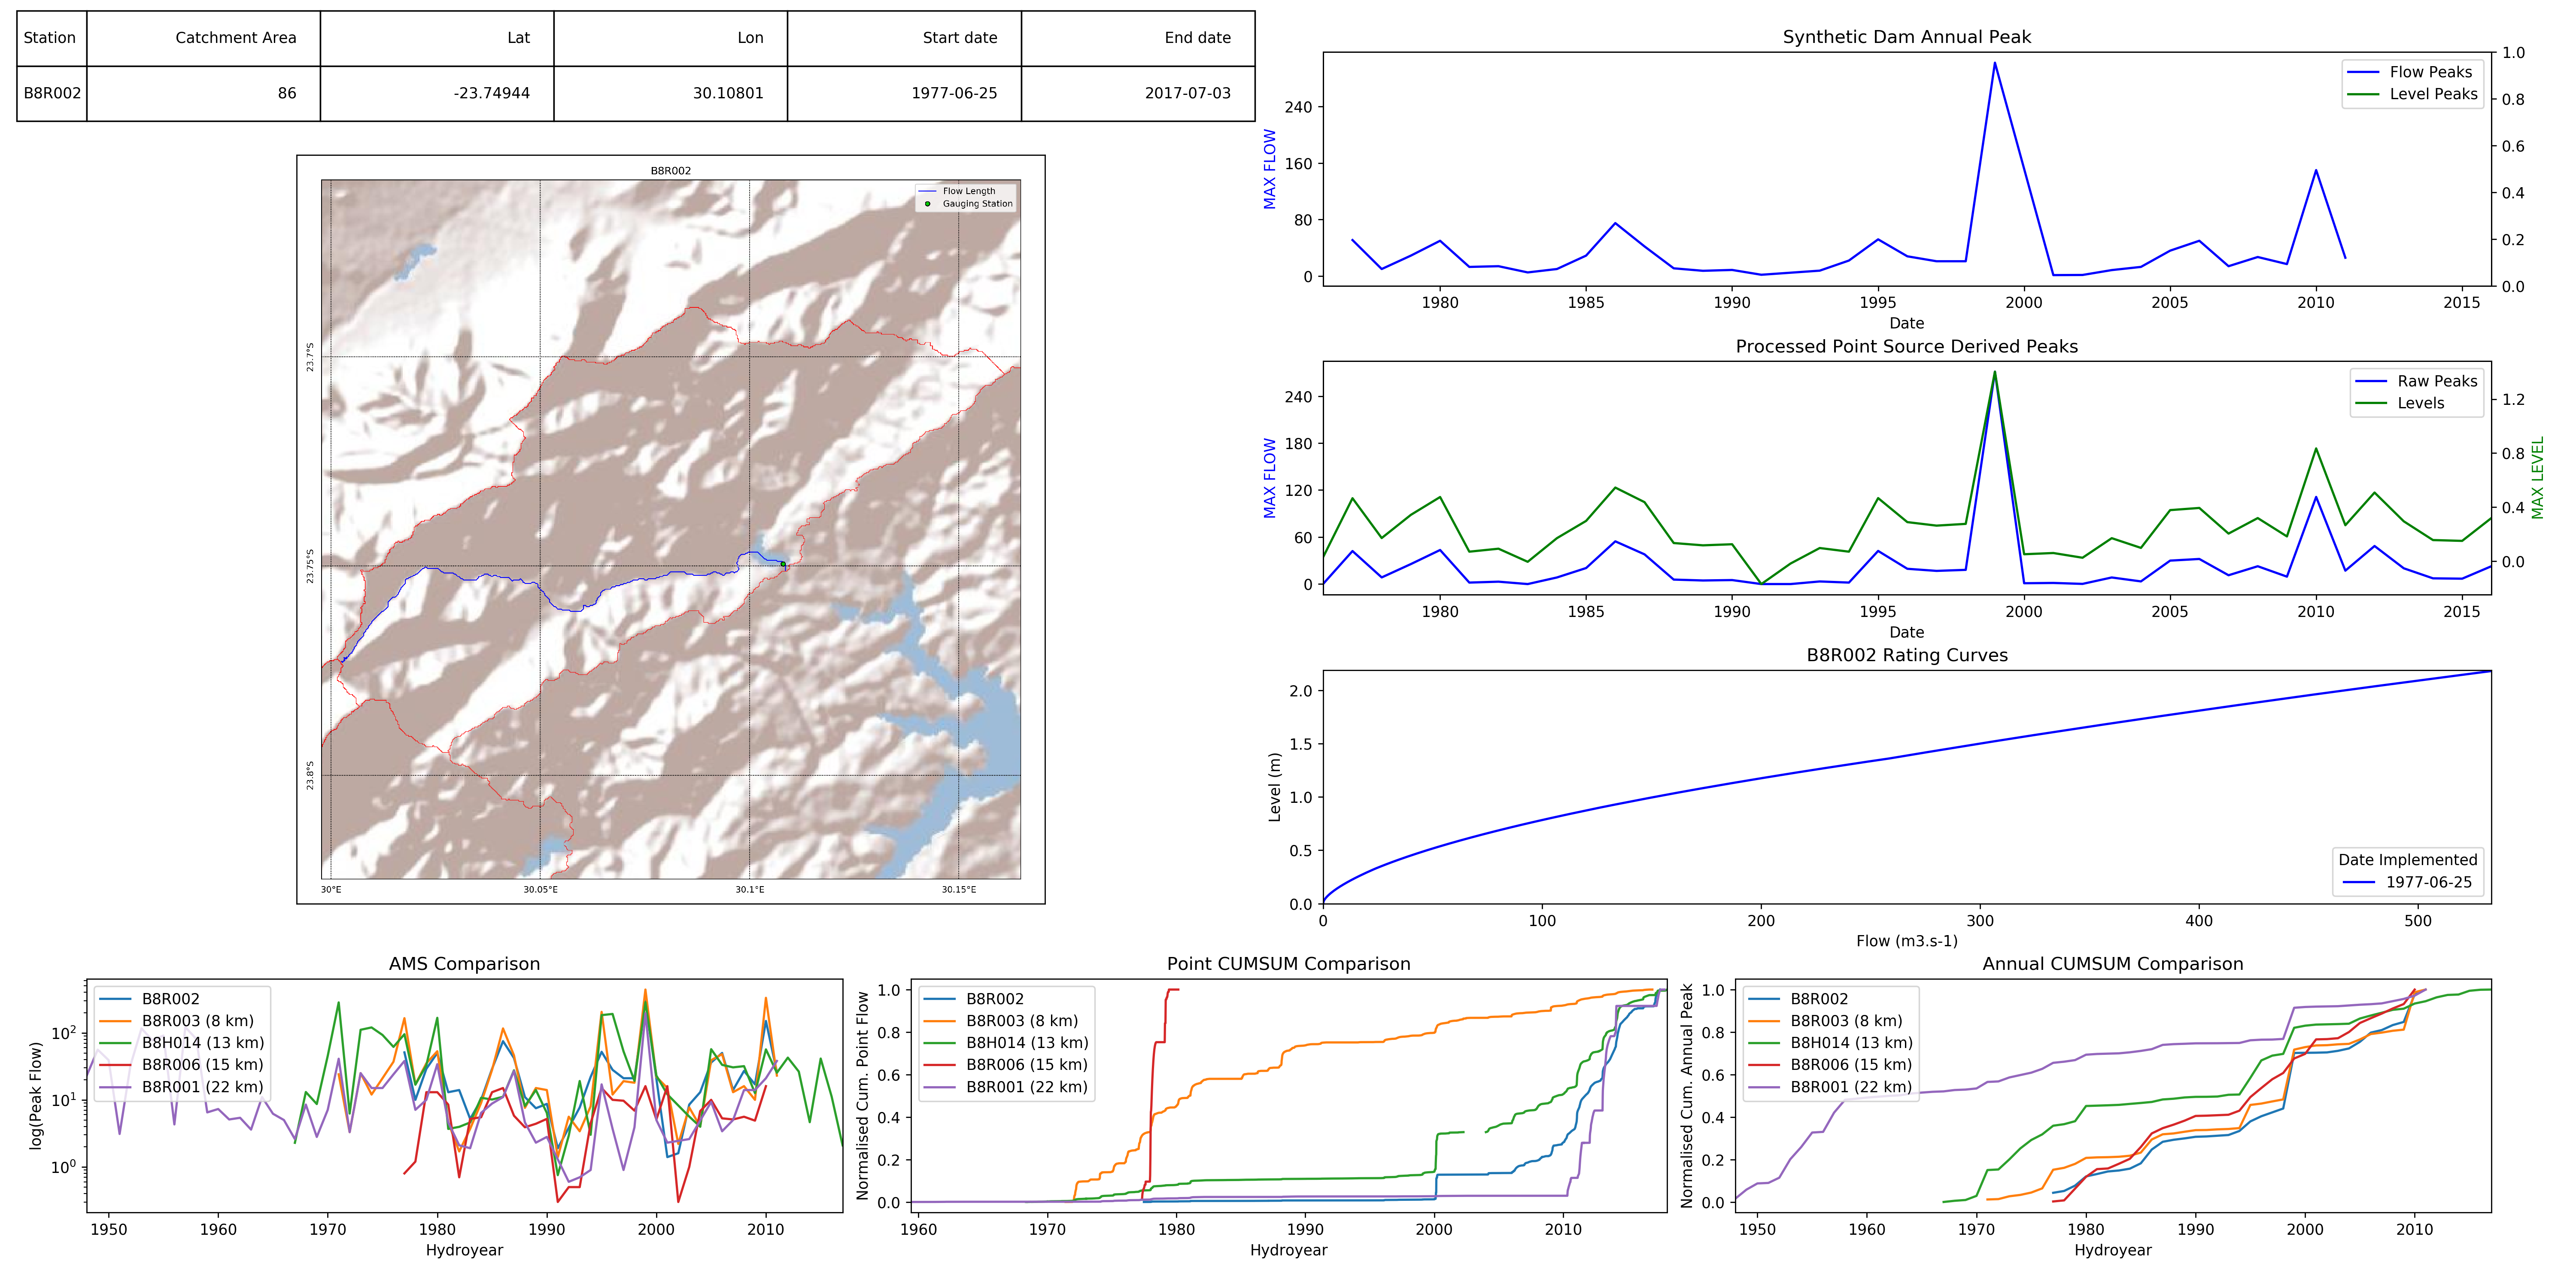 Station Catchment Area Lat Lon Start date End date
B8R002 86 -23.74944 30.10801 1977-06-25 2017-07-03
B8R002
Flow Length
Gauging Station
23.7°S
23.75°S
23.8°S
30°E 30.05°E 30.1°E 30.15°E
Synthetic Dam Annual Peak
MAX FLOW
240
160
80
0
Flow Peaks
Level Peaks
1.0
0.8
0.6
0.4
0.2
0.0
1980 1985 1990 1995 2000 2005 2010 2015
Date
Processed Point Source Derived Peaks
MAX FLOW
240
180
120
60
0
Raw Peaks
Levels
1.2
0.8
0.4
0.0
MAX LEVEL
1980 1985 1990 1995 2000 2005 2010 2015
Date
B8R002 Rating Curves
Level (m)
2.0
1.5
1.0
0.5
0.0
Date Implemented
1977-06-25
0 100 200 300 400 500
Flow (m3.s-1)
AMS Comparison
log(Peak Flow)
10²
10¹
10⁰
B8R002
B8R003 (8 km)
B8H014 (13 km)
B8R006 (15 km)
B8R001 (22 km)
1950 1960 1970 1980 1990 2000 2010
Hydroyear
Point CUMSUM Comparison
Normalised Cum. Point Flow
1.0
0.8
0.6
0.4
0.2
0.0
B8R002
B8R003 (8 km)
B8H014 (13 km)
B8R006 (15 km)
B8R001 (22 km)
1960 1970 1980 1990 2000 2010
Hydroyear
Annual CUMSUM Comparison
Normalised Cum. Annual Peak
1.0
0.8
0.6
0.4
0.2
0.0
B8R002
B8R003 (8 km)
B8H014 (13 km)
B8R006 (15 km)
B8R001 (22 km)
1950 1960 1970 1980 1990 2000 2010
Hydroyear